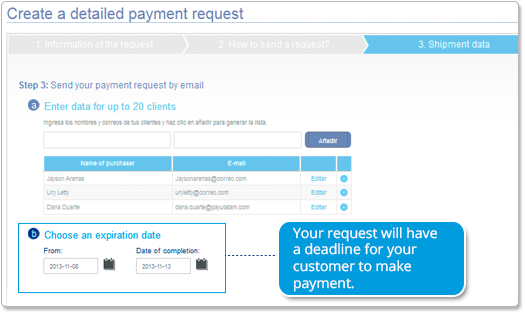 Create a detailed payment request
1. Information of the request
2. How to send a request?
3. Shipment data
Step 3: Send your payment request by email
a Enter data for up to 20 clients
Ingresa los nombres y correos de tus clientes y haz clic en añadir para generar la lista.
Añadir
Name of purchaser E-mail
Jayson Arenas Jaysonarenas@correo.com Editar
Ury Letty uryletty@correo.com Editar
Dana Duarte dana.duarte@payulatam.com Editar
b Choose an expiration date
From: Date of completion:
2013-11-08 2013-11-13
Your request will have
a deadline for your
customer to make
payment.